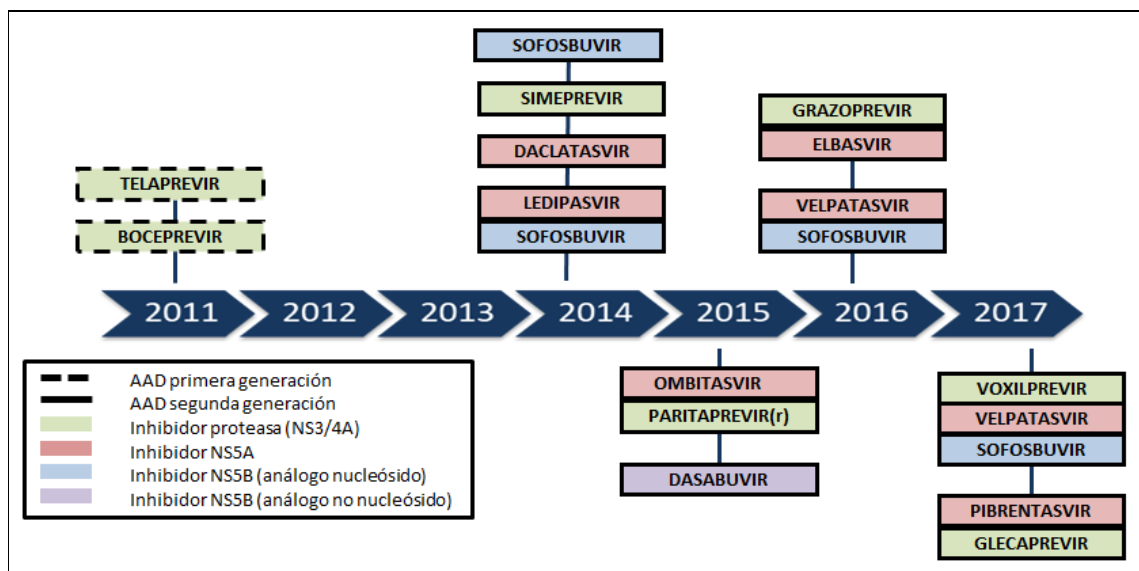 SOFOSBUVIR
SIMEPREVIR
DACLATASVIR
LEDIPASVIR
SOFOSBUVIR
GRAZOPREVIR
ELBASVIR
VELPATASVIR
SOFOSBUVIR
TELAPREVIR
BOCEPREVIR
2011 2012 2013 2014 2015 2016 2017
OMBITASVIR
PARITAPREVIR(r)
DASABUVIR
VOXILPREVIR
VELPATASVIR
SOFOSBUVIR
PIBRENTASVIR
GLECAPREVIR
AAD primera generación
AAD segunda generación
Inhibidor proteasa (NS3/4A)
Inhibidor NS5A
Inhibidor NS5B (análogo nucleósido)
Inhibidor NS5B (análogo no nucleósido)